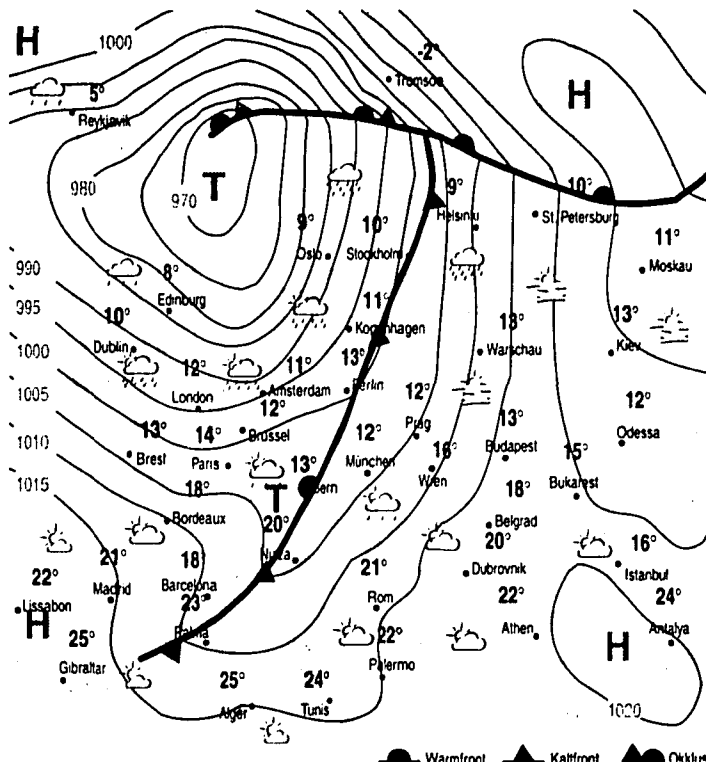 H
1000
-2°
Tromsöe
H
5°
Reykjavik
980
970
T
9°
Helsinki
10°
St. Petersburg
9°
Oslo
10°
Stockholm
11°
Moskau
990
8°
Edinburg
995
10°
Dublin
11°
Kopenhagen
13°
Warschau
13°
Kiev
1000
12°
London
11°
Amsterdam
13°
Berlin
1005
12°
Brüssel
12°
Prag
13°
Budapest
12°
Odessa
1010
13°
Brest
14°
Paris
13°
Bern
12°
München
16°
Wien
15°
Bukarest
1015
18°
Bordeaux
T
20°
Nizza
18°
Belgrad
20°
Dubrovnik
16°
Istanbul
22°
Lissabon
21°
Madrid
18°
Barcelona
21°
Rom
22°
Athen
24°
Antalya
H
23°
Palma
22°
Palermo
H
25°
Gibraltar
25°
Alger
24°
Tunis
1020
Warmfront Kaltfront